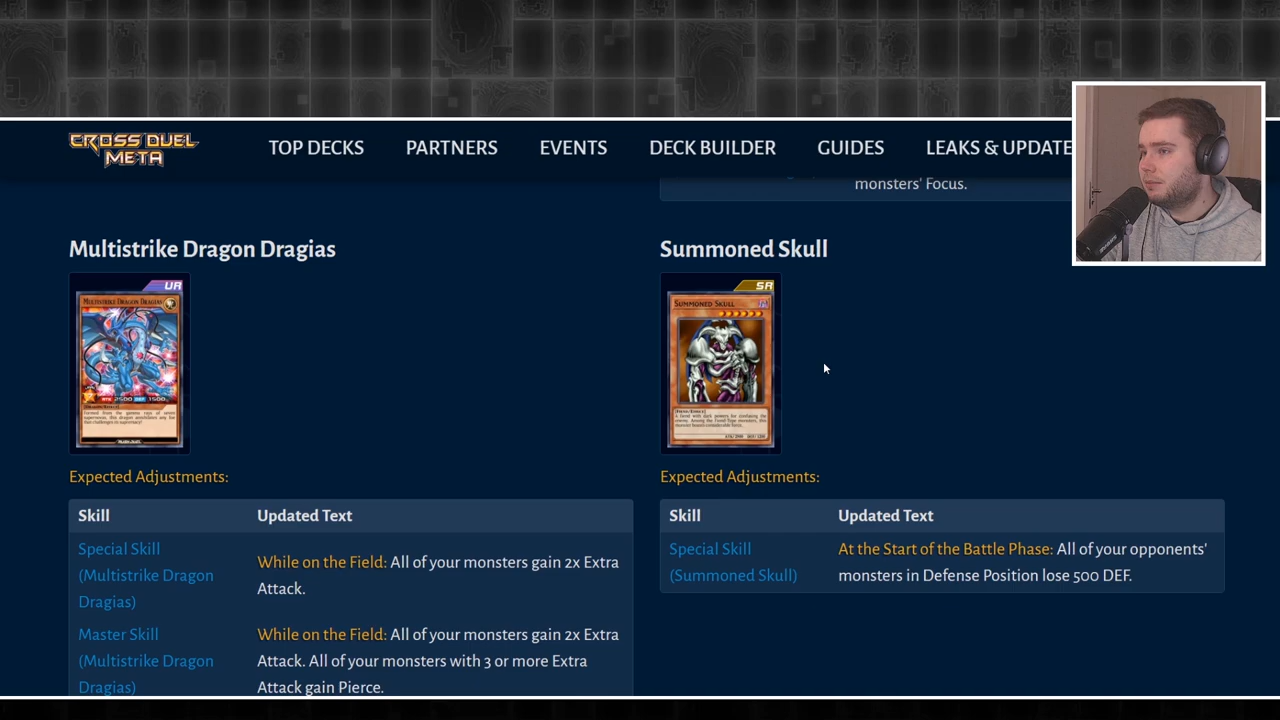 CROSS DUEL
META
TOP DECKS
PARTNERS
EVENTS
DECK BUILDER
GUIDES
LEAKS & UPDATE
monsters' Focus.
Multistrike Dragon Dragias
UR
MULTISTRIKE DRAGON DRAGIAS
Expected Adjustments:
Skill
Updated Text
Special Skill
(Multistrike Dragon
Dragias)
While on the Field: All of your monsters gain 2x Extra
Attack.
Master Skill
(Multistrike Dragon
Dragias)
While on the Field: All of your monsters gain 2x Extra
Attack. All of your monsters with 3 or more Extra
Attack gain Pierce.
Summoned Skull
SR
SUMMONED SKULL
Expected Adjustments:
Skill
Updated Text
Special Skill
(Summoned Skull)
At the Start of the Battle Phase: All of your opponents'
monsters in Defense Position lose 500 DEF.